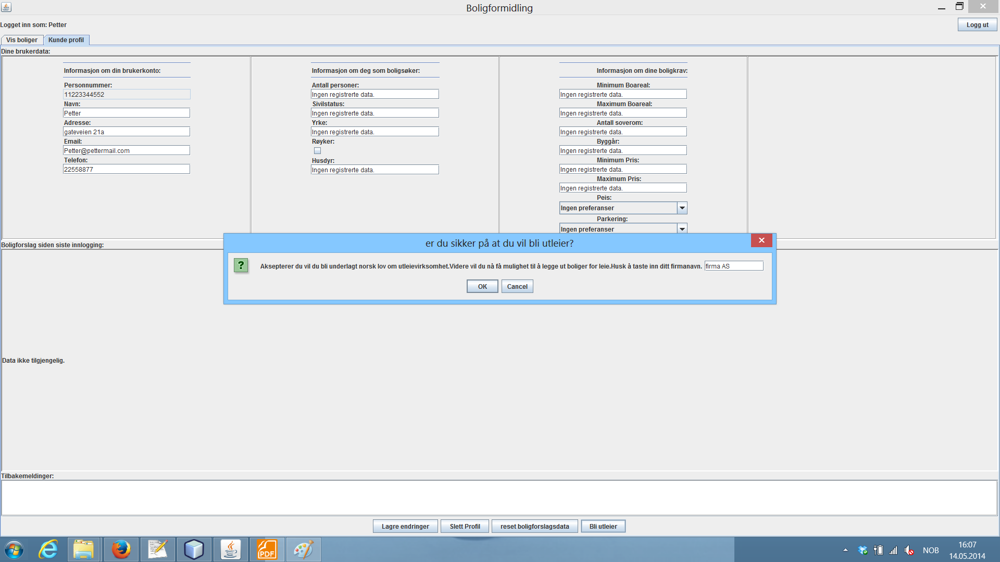 Boligformidling
Logget inn som: Petter
Logg ut
Vis boliger
Kunde profil
Dine brukerdata:
Informasjon om din brukerkonto:
Personnummer:
11223344552
Navn:
Petter
Adresse:
gateveien 21a
Email:
Petter@pettermail.com
Telefon:
22558877
Informasjon om deg som boligsøker:
Antall personer:
Ingen registrerte data.
Sivilstatus:
Ingen registrerte data.
Yrke:
Ingen registrerte data.
Røyker:
Husdyr:
Ingen registrerte data.
Informasjon om dine boligkrav:
Minimum Boareal:
Ingen registrerte data.
Maximum Boareal:
Ingen registrerte data.
Antall soverom:
Ingen registrerte data.
Byggår:
Ingen registrerte data.
Minimum Pris:
Ingen registrerte data.
Maximum Pris:
Ingen registrerte data.
Peis:
Ingen preferanser
Parkering:
Ingen preferanser
Boligforslag siden siste innlogging:
er du sikker på at du vil bli utleier?
Aksepterer du vil du bli underlagt norsk lov om utleievirksomhet.Videre vil du nå få mulighet til å legge ut boliger for leie.Husk å taste inn ditt firmanavn. firma AS
OK
Cancel
Data ikke tilgjengelig.
Tilbakemeldinger:
Lagre endringer
Slett Profil
reset boligforslagsdata
Bli utleier
PDF
NOB
16:07
14.05.2014